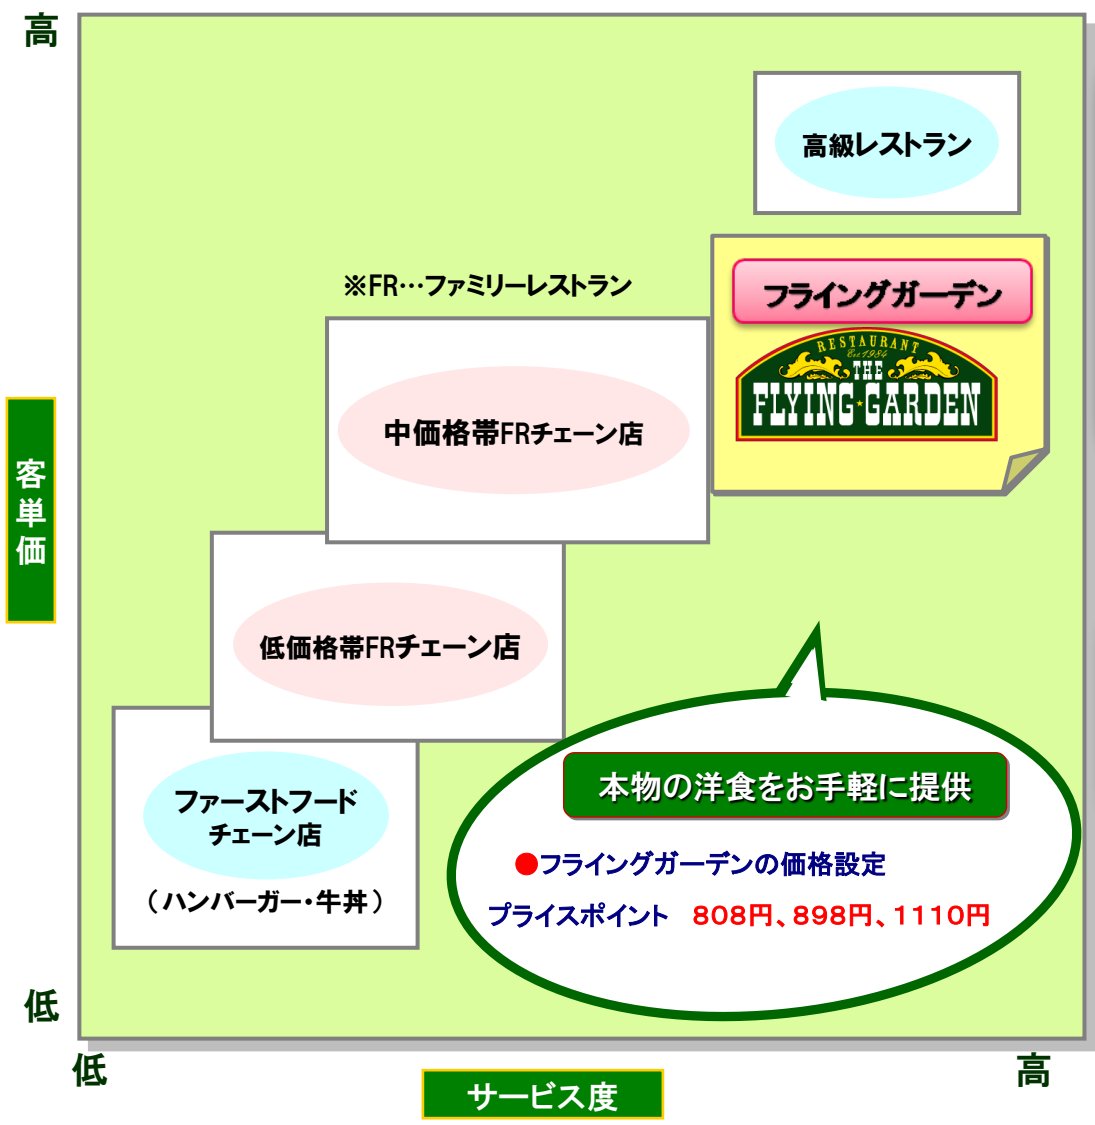 高
高級レストラン
※FR…ファミリーレストラン
フライングガーデン
RESTAURANT
Est 1984
THE
FLYING GARDEN
中価格帯FRチェーン店
客単価
低価格帯FRチェーン店
ファーストフード
チェーン店
（ハンバーガー・牛丼）
本物の洋食をお手軽に提供
●フライングガーデンの価格設定
プライスポイント　808円、898円、1110円
低
低
高
サービス度